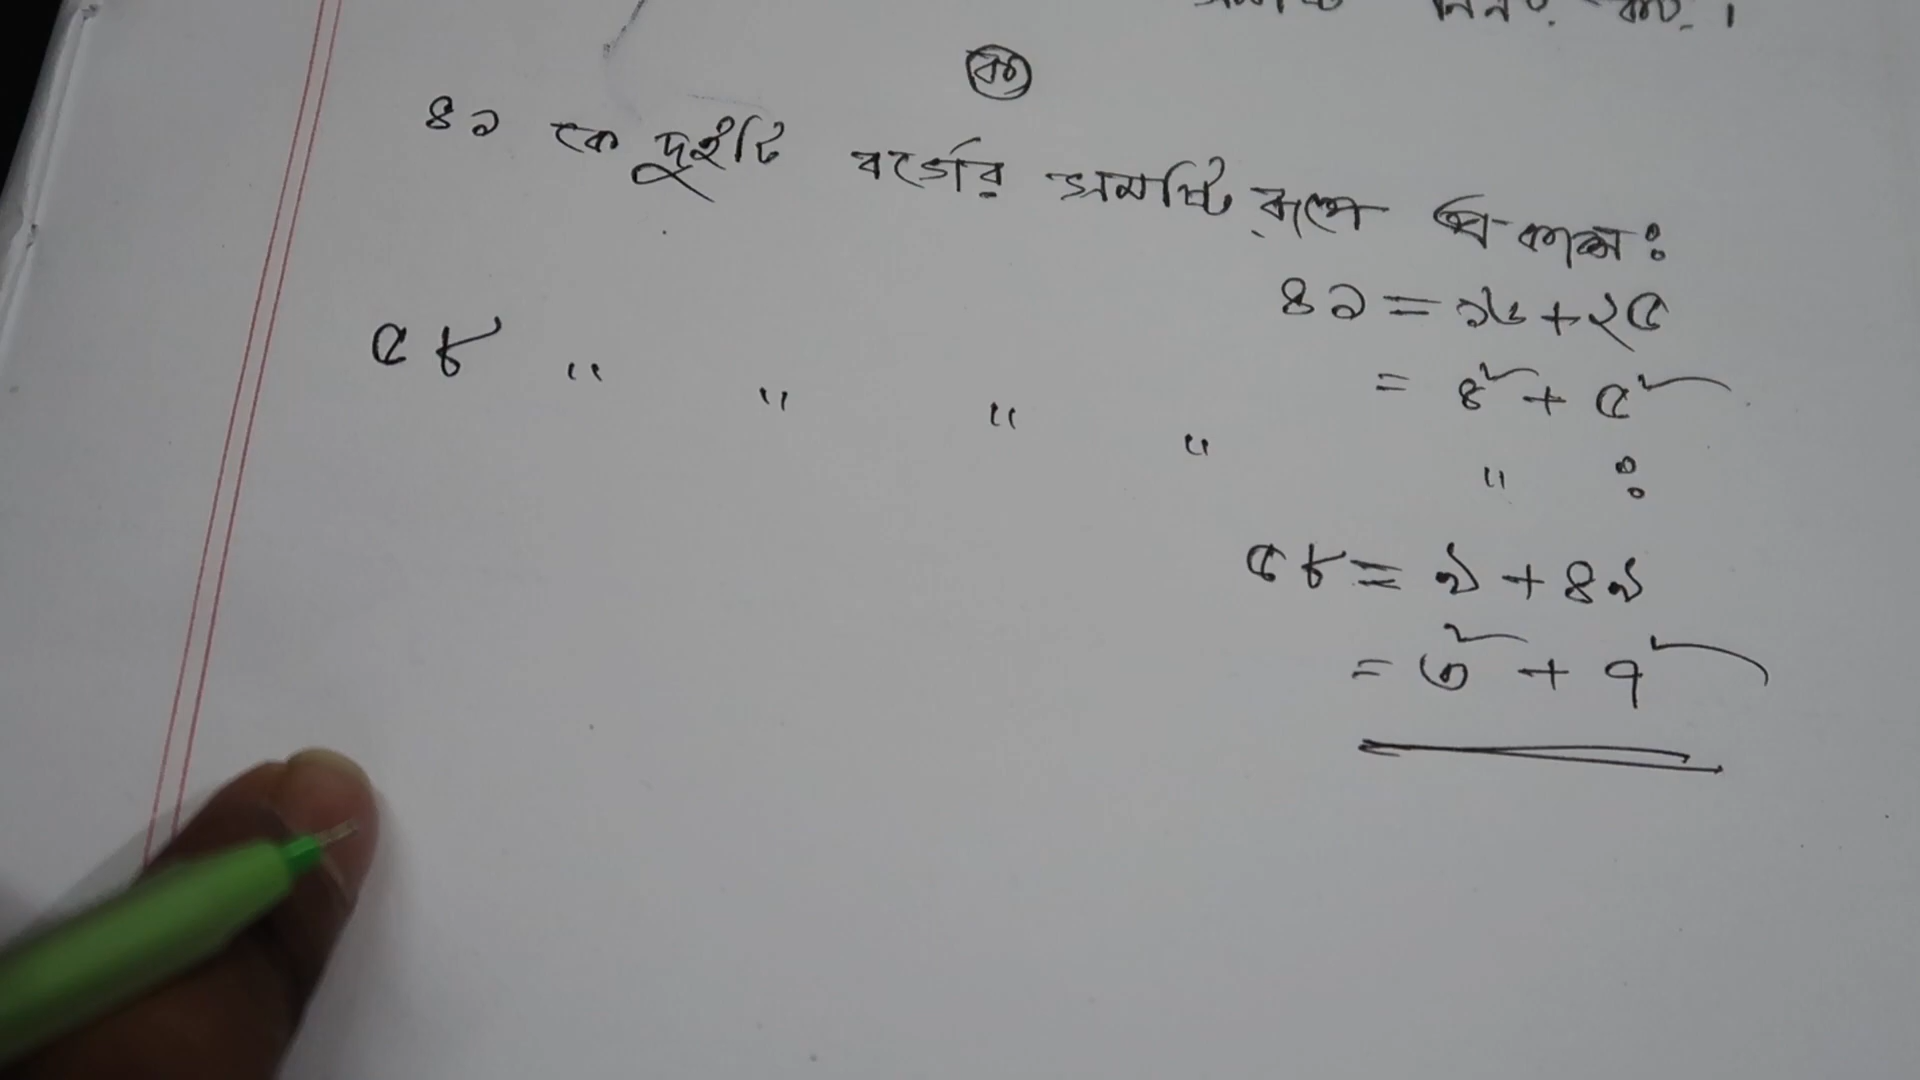 ক
৪১ কে দুইটি বর্গের সমষ্টি রূপে প্রকাশ :
৪১ = ১৬ + ২৫
= ৪² + ৫²
৫৮ " " " " " :
৫৮ = ৯ + ৪৯
= ৩² + ৭²